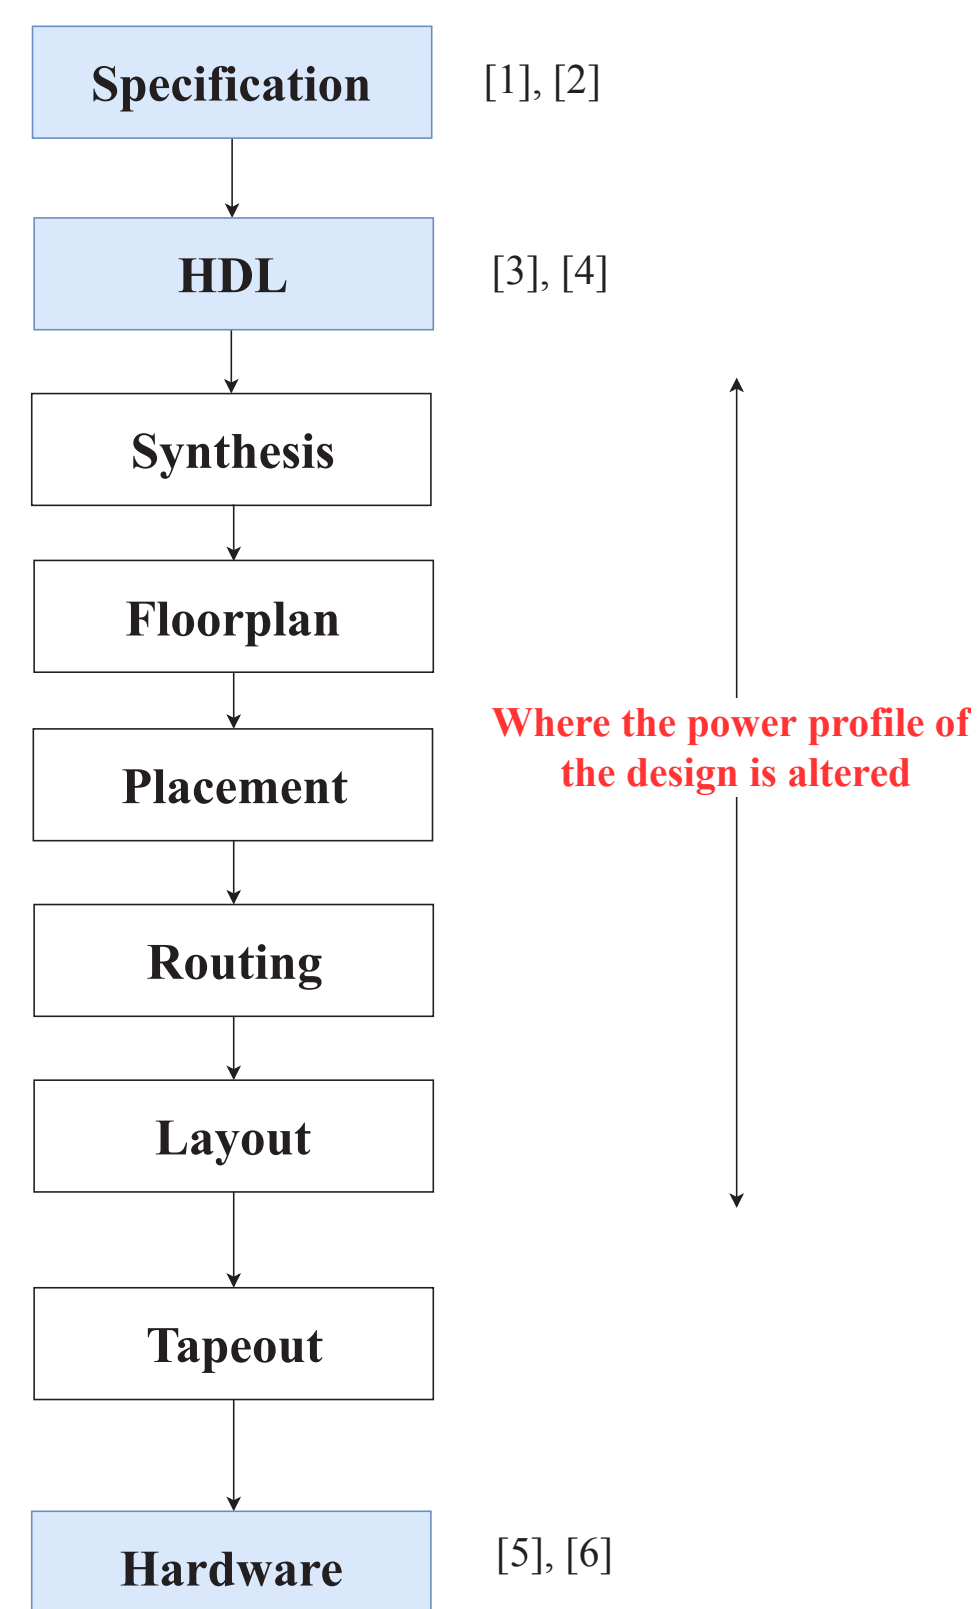 Specification
[1], [2]
HDL
[3], [4]
Synthesis
Floorplan
Where the power profile of
the design is altered
Placement
Routing
Layout
Tapeout
Hardware
[5], [6]